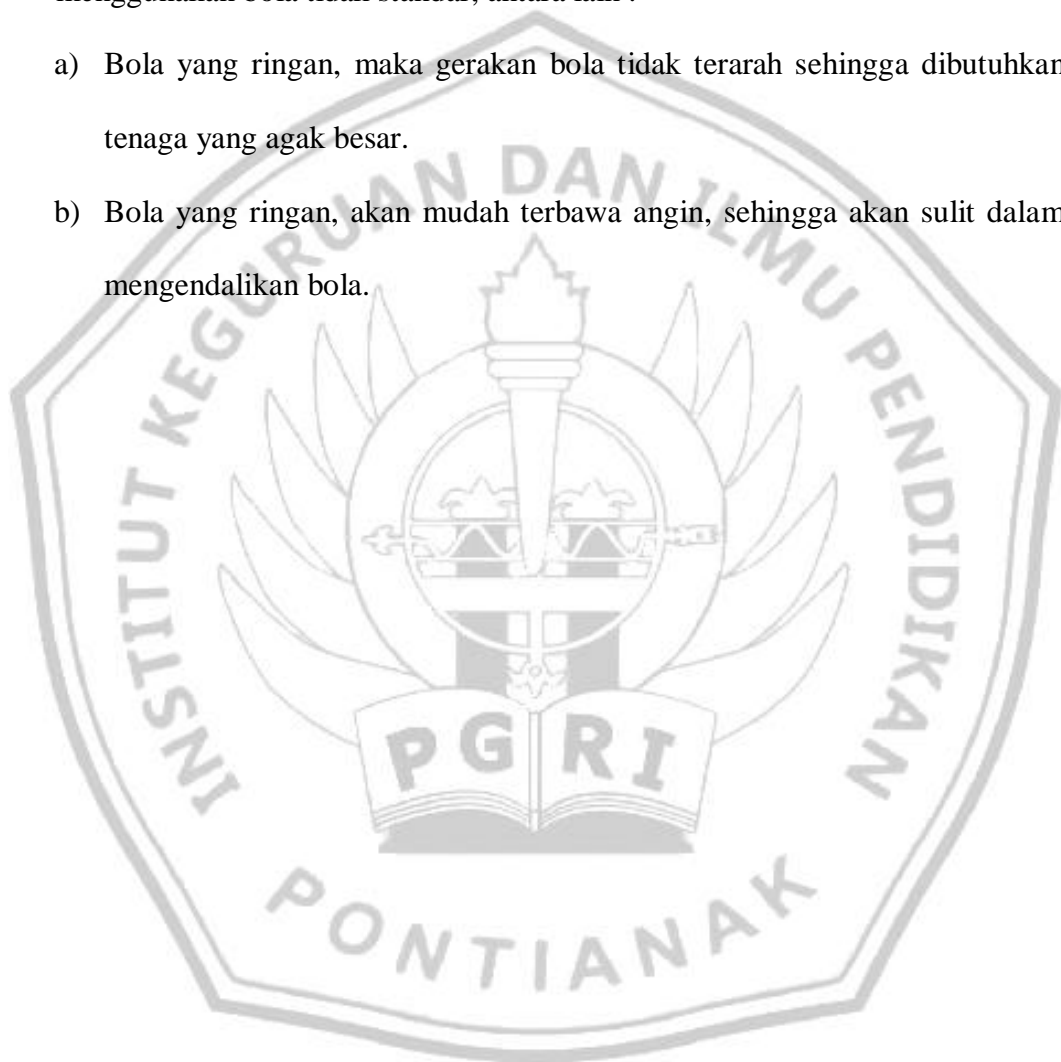 menggunakan bola tidak standar, antara lain :
a) Bola yang ringan, maka gerakan bola tidak terarah sehingga dibutuhkan
tenaga yang agak besar.
b) Bola yang ringan, akan mudah terbawa angin, sehingga akan sulit dalam
mengendalikan bola.
INSTITUT KEGURUAN DAN ILMU PENDIDIKAN
PGRI
PONTIANAK